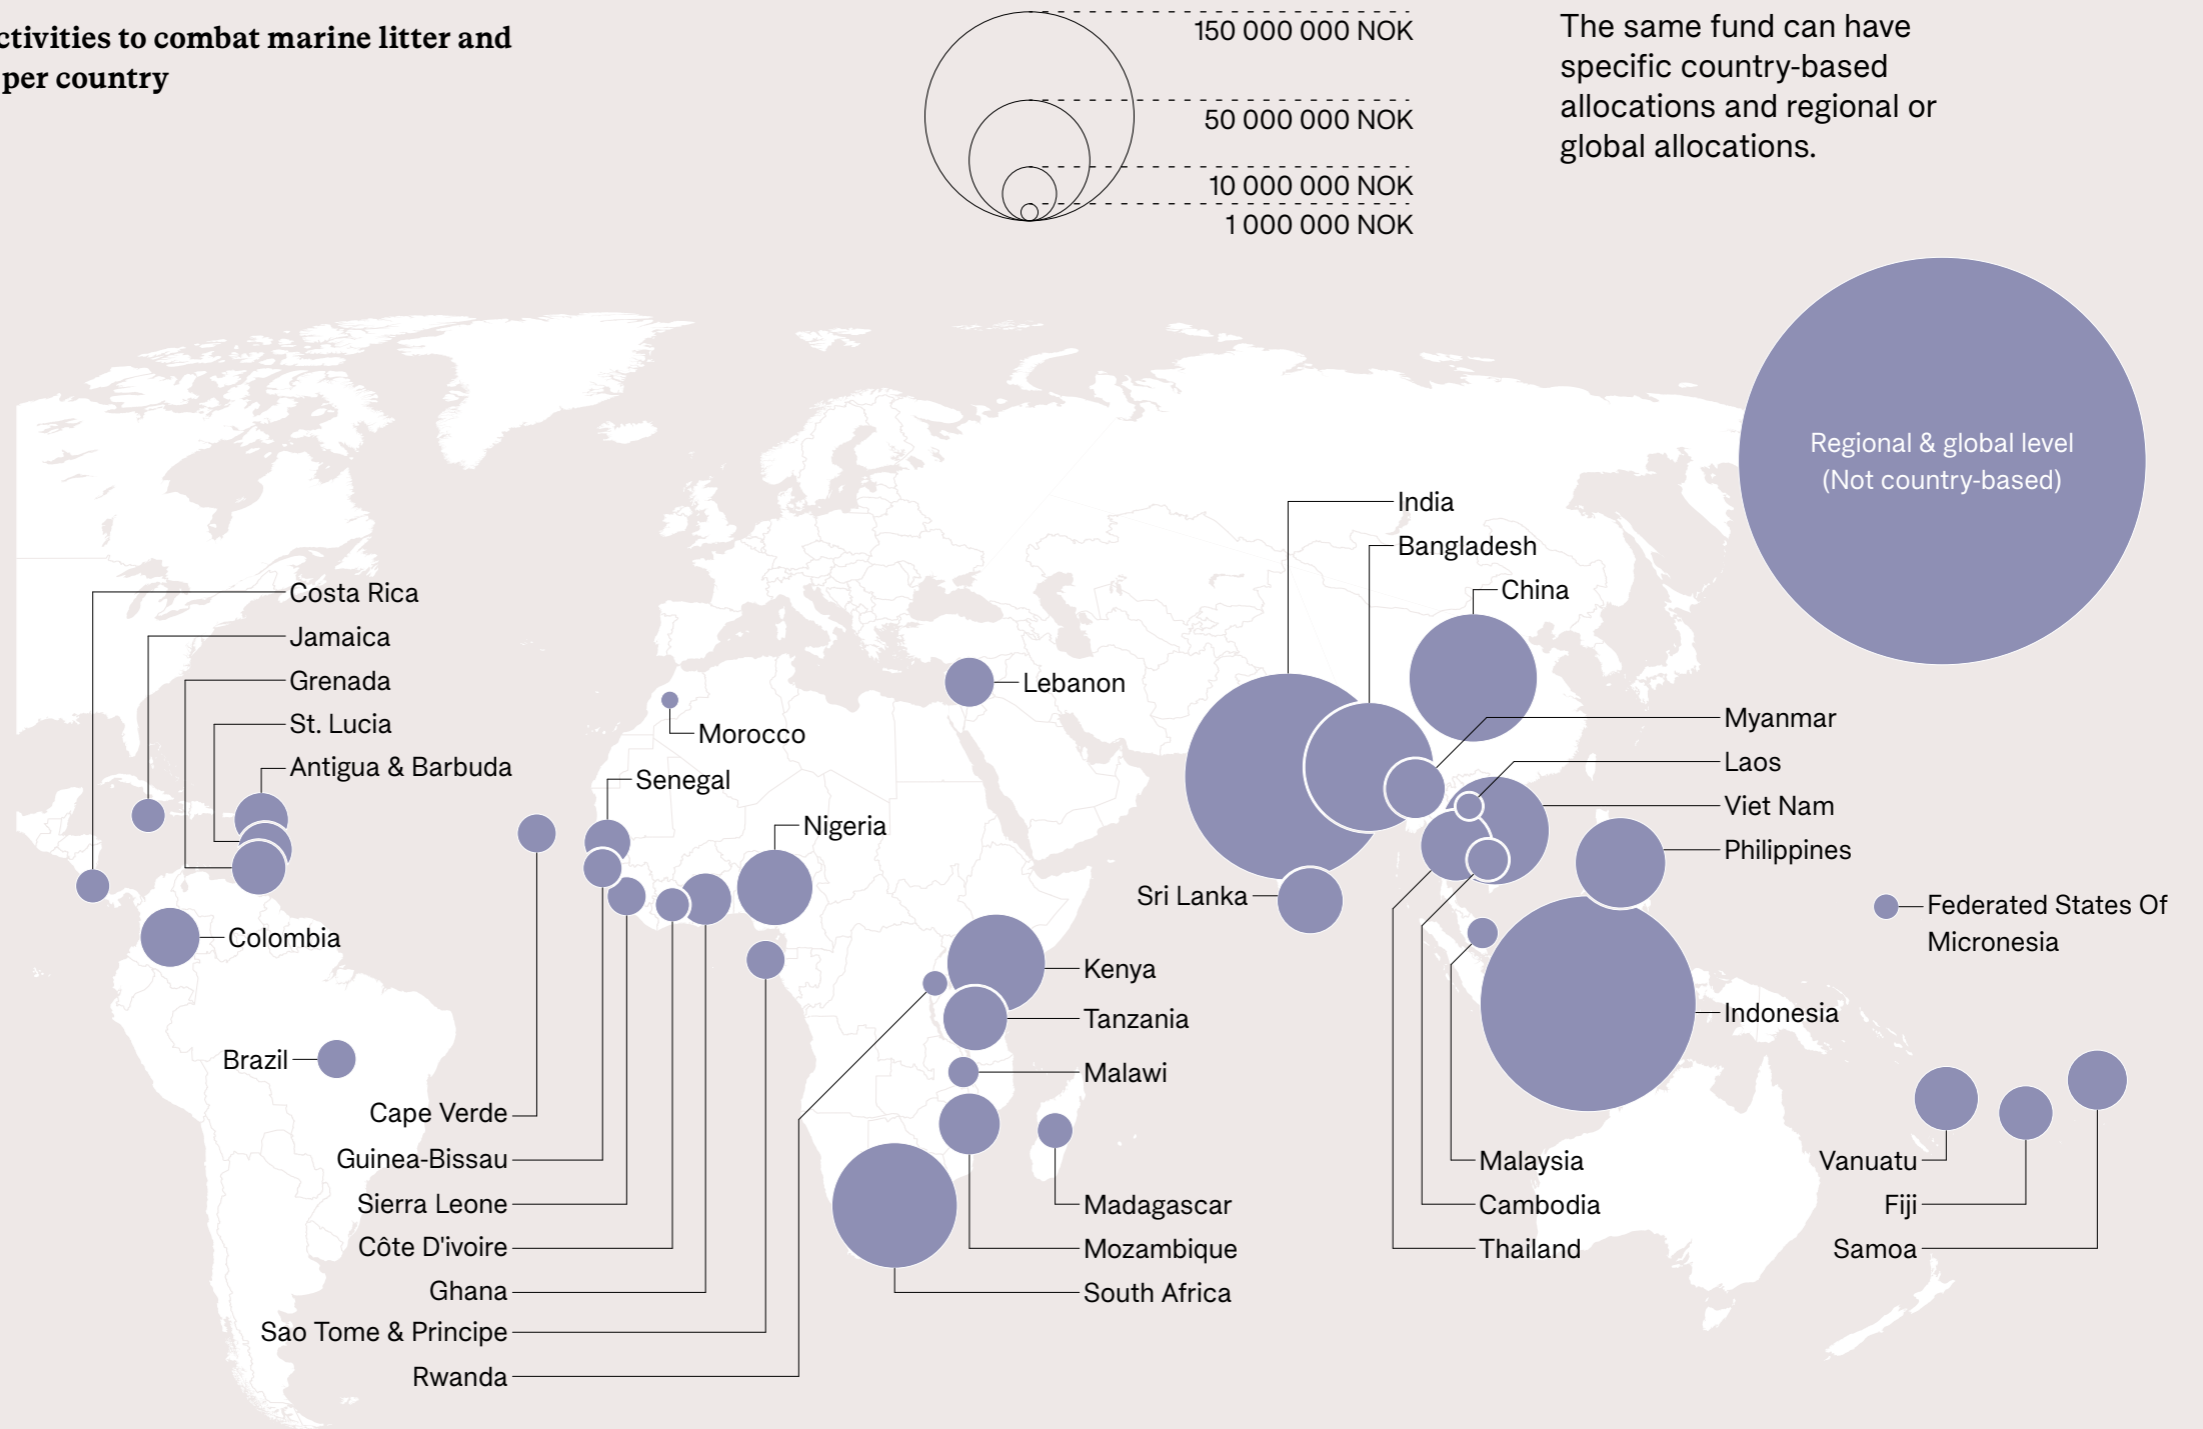 ctivities to combat marine litter and
per country
150 000 000 NOK
50 000 000 NOK
10 000 000 NOK
1 000 000 NOK
The same fund can have
specific country-based
allocations and regional or
global allocations.
Regional & global level
(Not country-based)
India
Bangladesh
China
Costa Rica
Jamaica
Grenada
St. Lucia
Antigua & Barbuda
Lebanon
Morocco
Senegal
Nigeria
Myanmar
Laos
Viet Nam
Philippines
Sri Lanka
Federated States Of
Micronesia
Colombia
Kenya
Indonesia
Tanzania
Brazil
Malawi
Cape Verde
Guinea-Bissau
Sierra Leone
Côte D'ivoire
Ghana
Sao Tome & Principe
Rwanda
Madagascar
Mozambique
South Africa
Malaysia
Cambodia
Thailand
Vanuatu
Fiji
Samoa